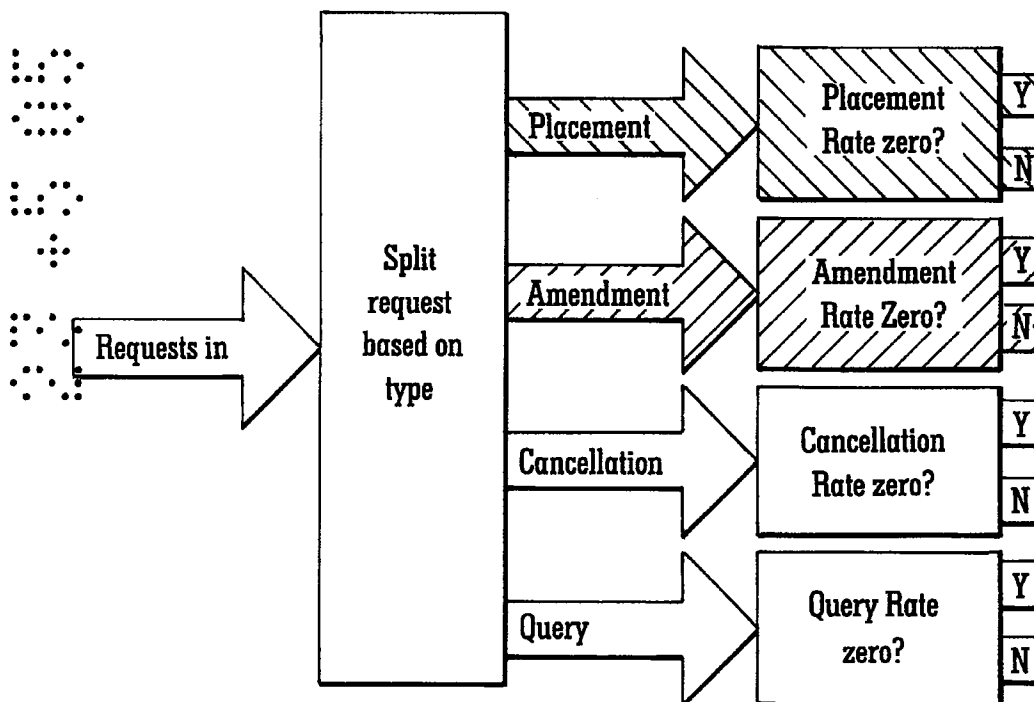 Placement
Placement
Rate zero?
Y
N
Amendment
Amendment
Rate Zero?
Y
N
Requests in
Split
request
based on
type
Cancellation
Cancellation
Rate zero?
Y
N
Query
Query Rate
zero?
Y
N